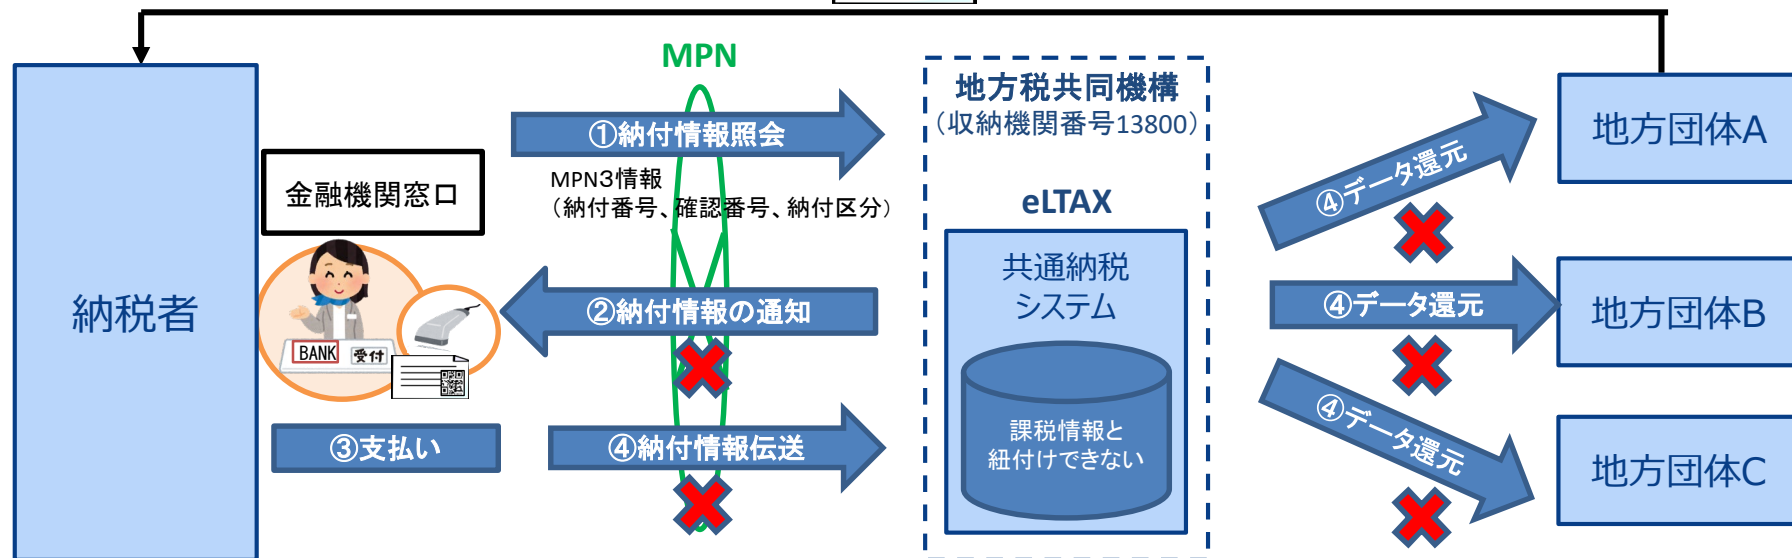 MPN
納税者
金融機関窓口
BANK
受付
③支払い
①納付情報照会
MPN３情報
（納付番号、確認番号、納付区分）
②納付情報の通知
④納付情報伝送
地方税共同機構
（収納機関番号13800）
eLTAX
共通納税
システム
課税情報と
紐付けできない
④データ還元
④データ還元
④データ還元
地方団体A
地方団体B
地方団体C